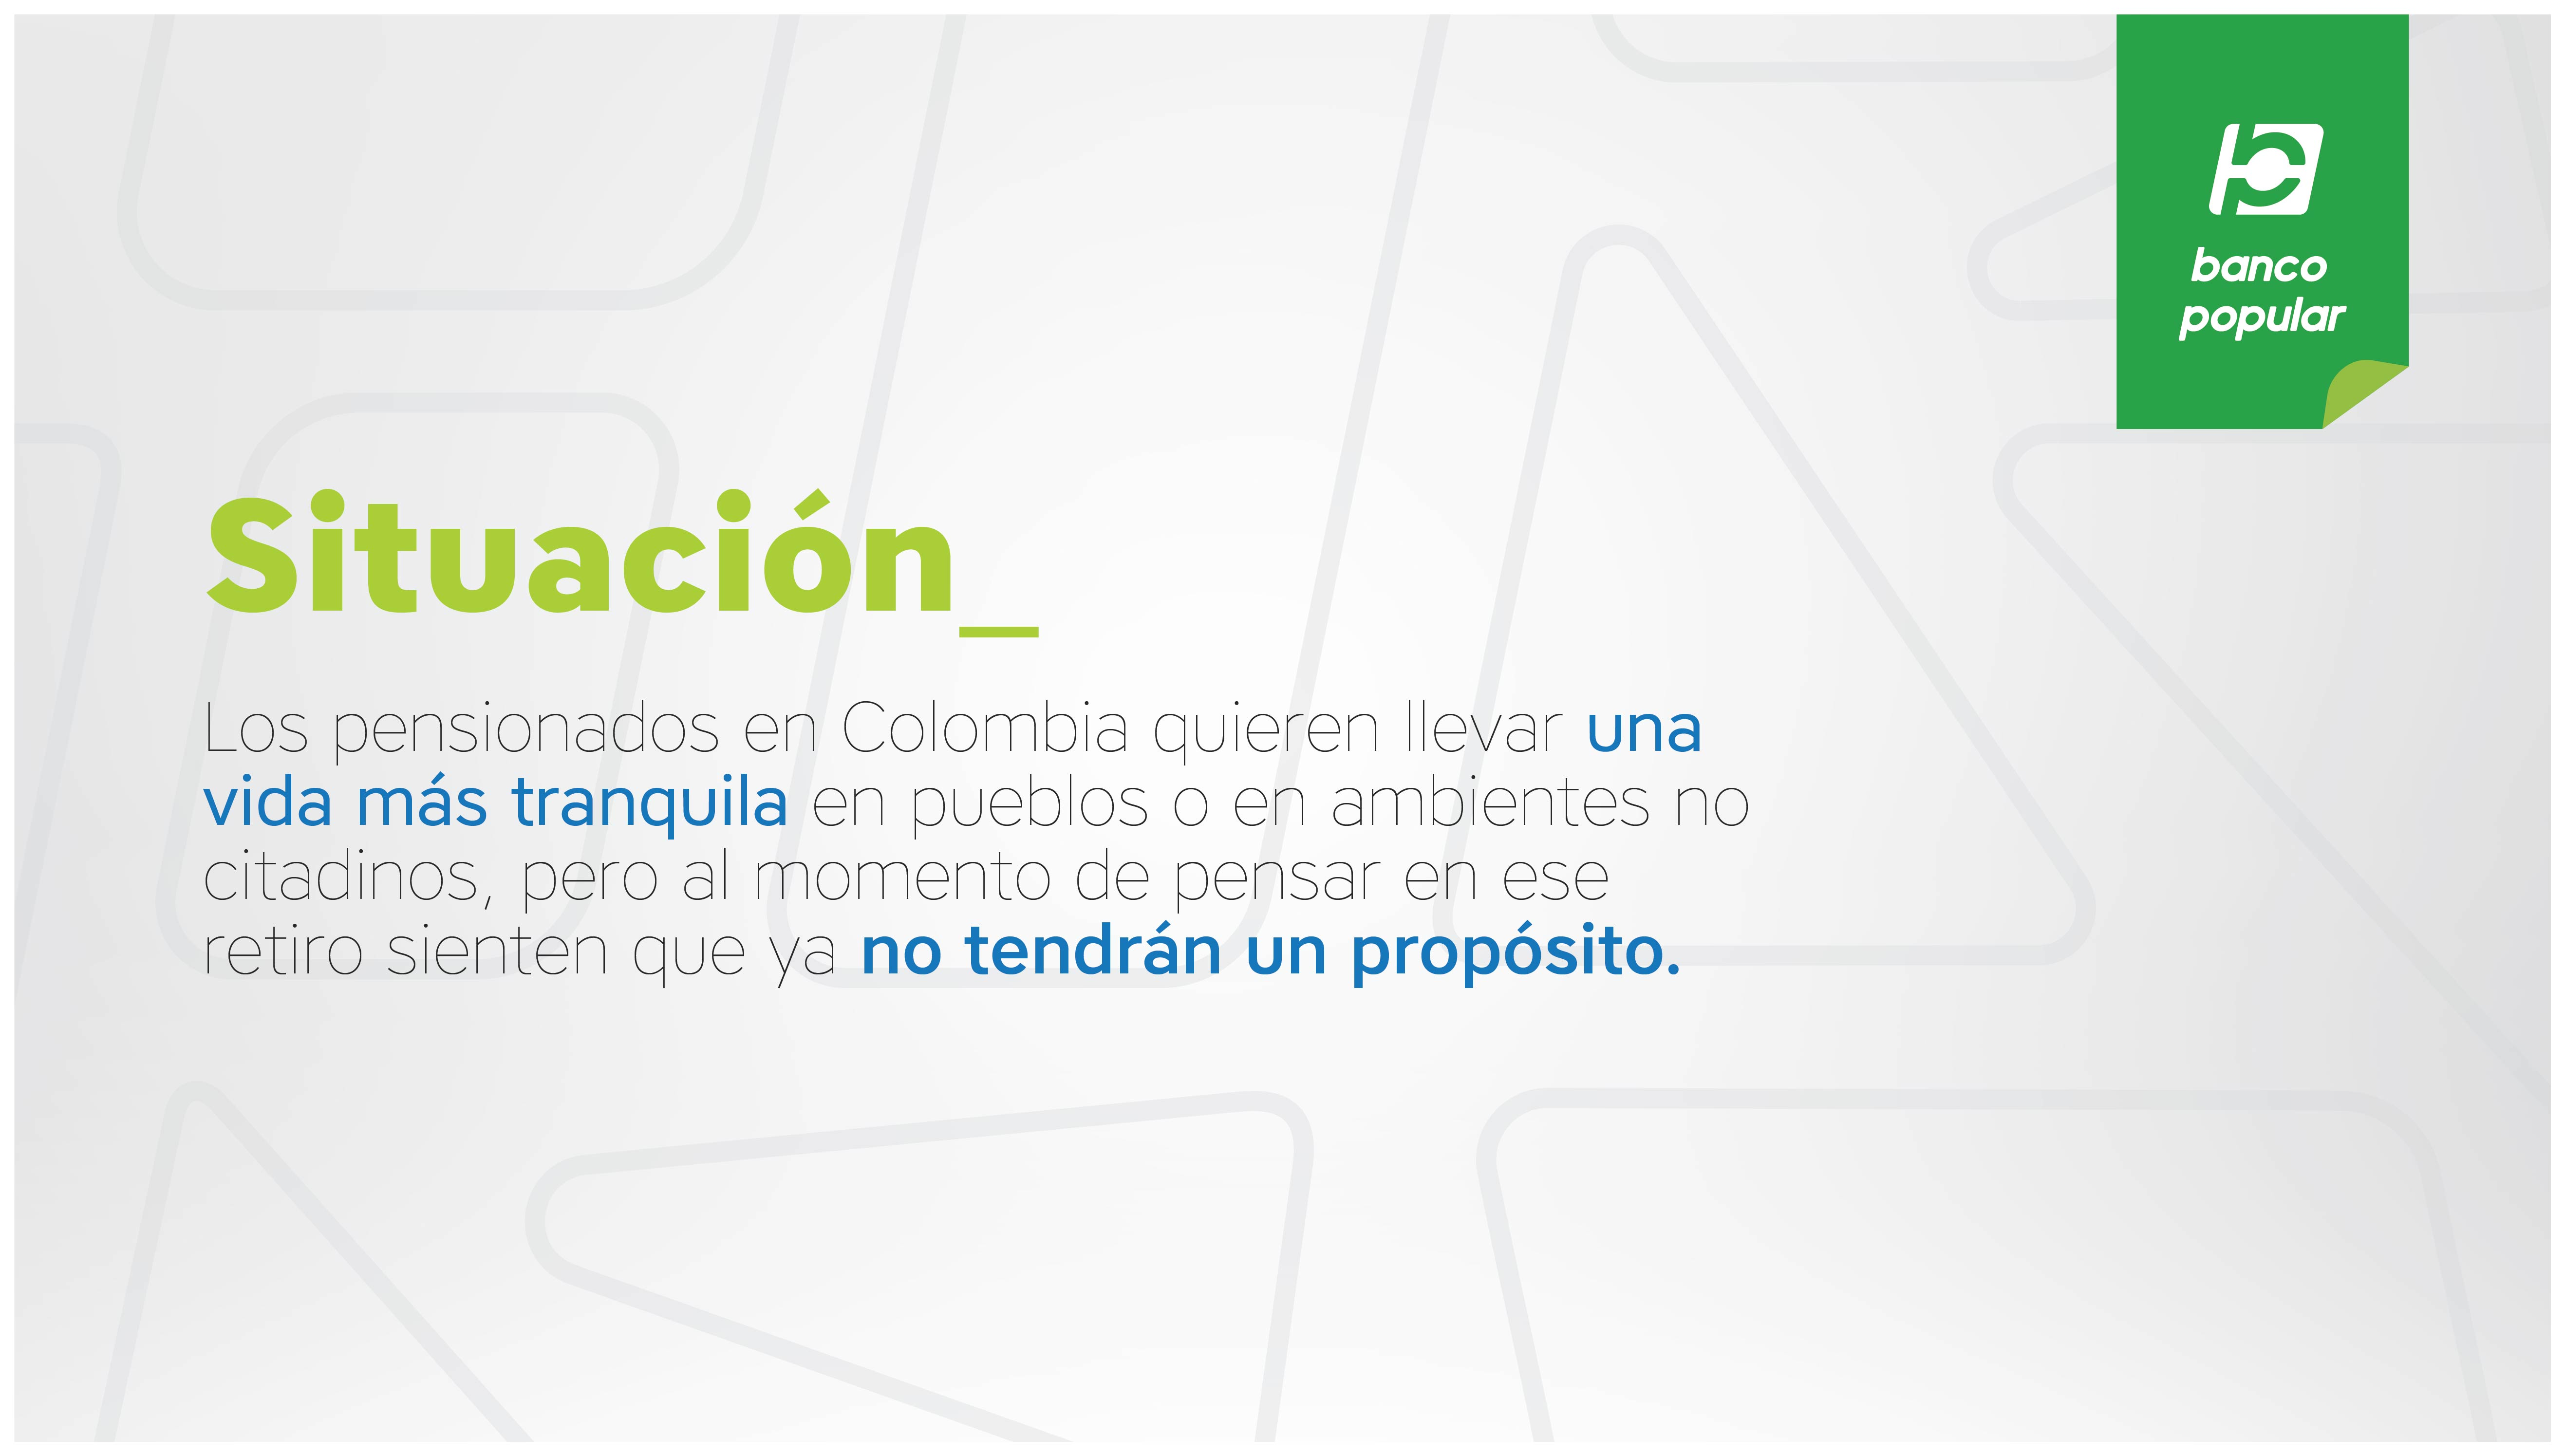 banco
popular
Situación_
Los pensionados en Colombia quieren llevar una
vida más tranquila en pueblos o en ambientes no
citadinos, pero al momento de pensar en ese
retiro sienten que ya no tendrán un propósito.